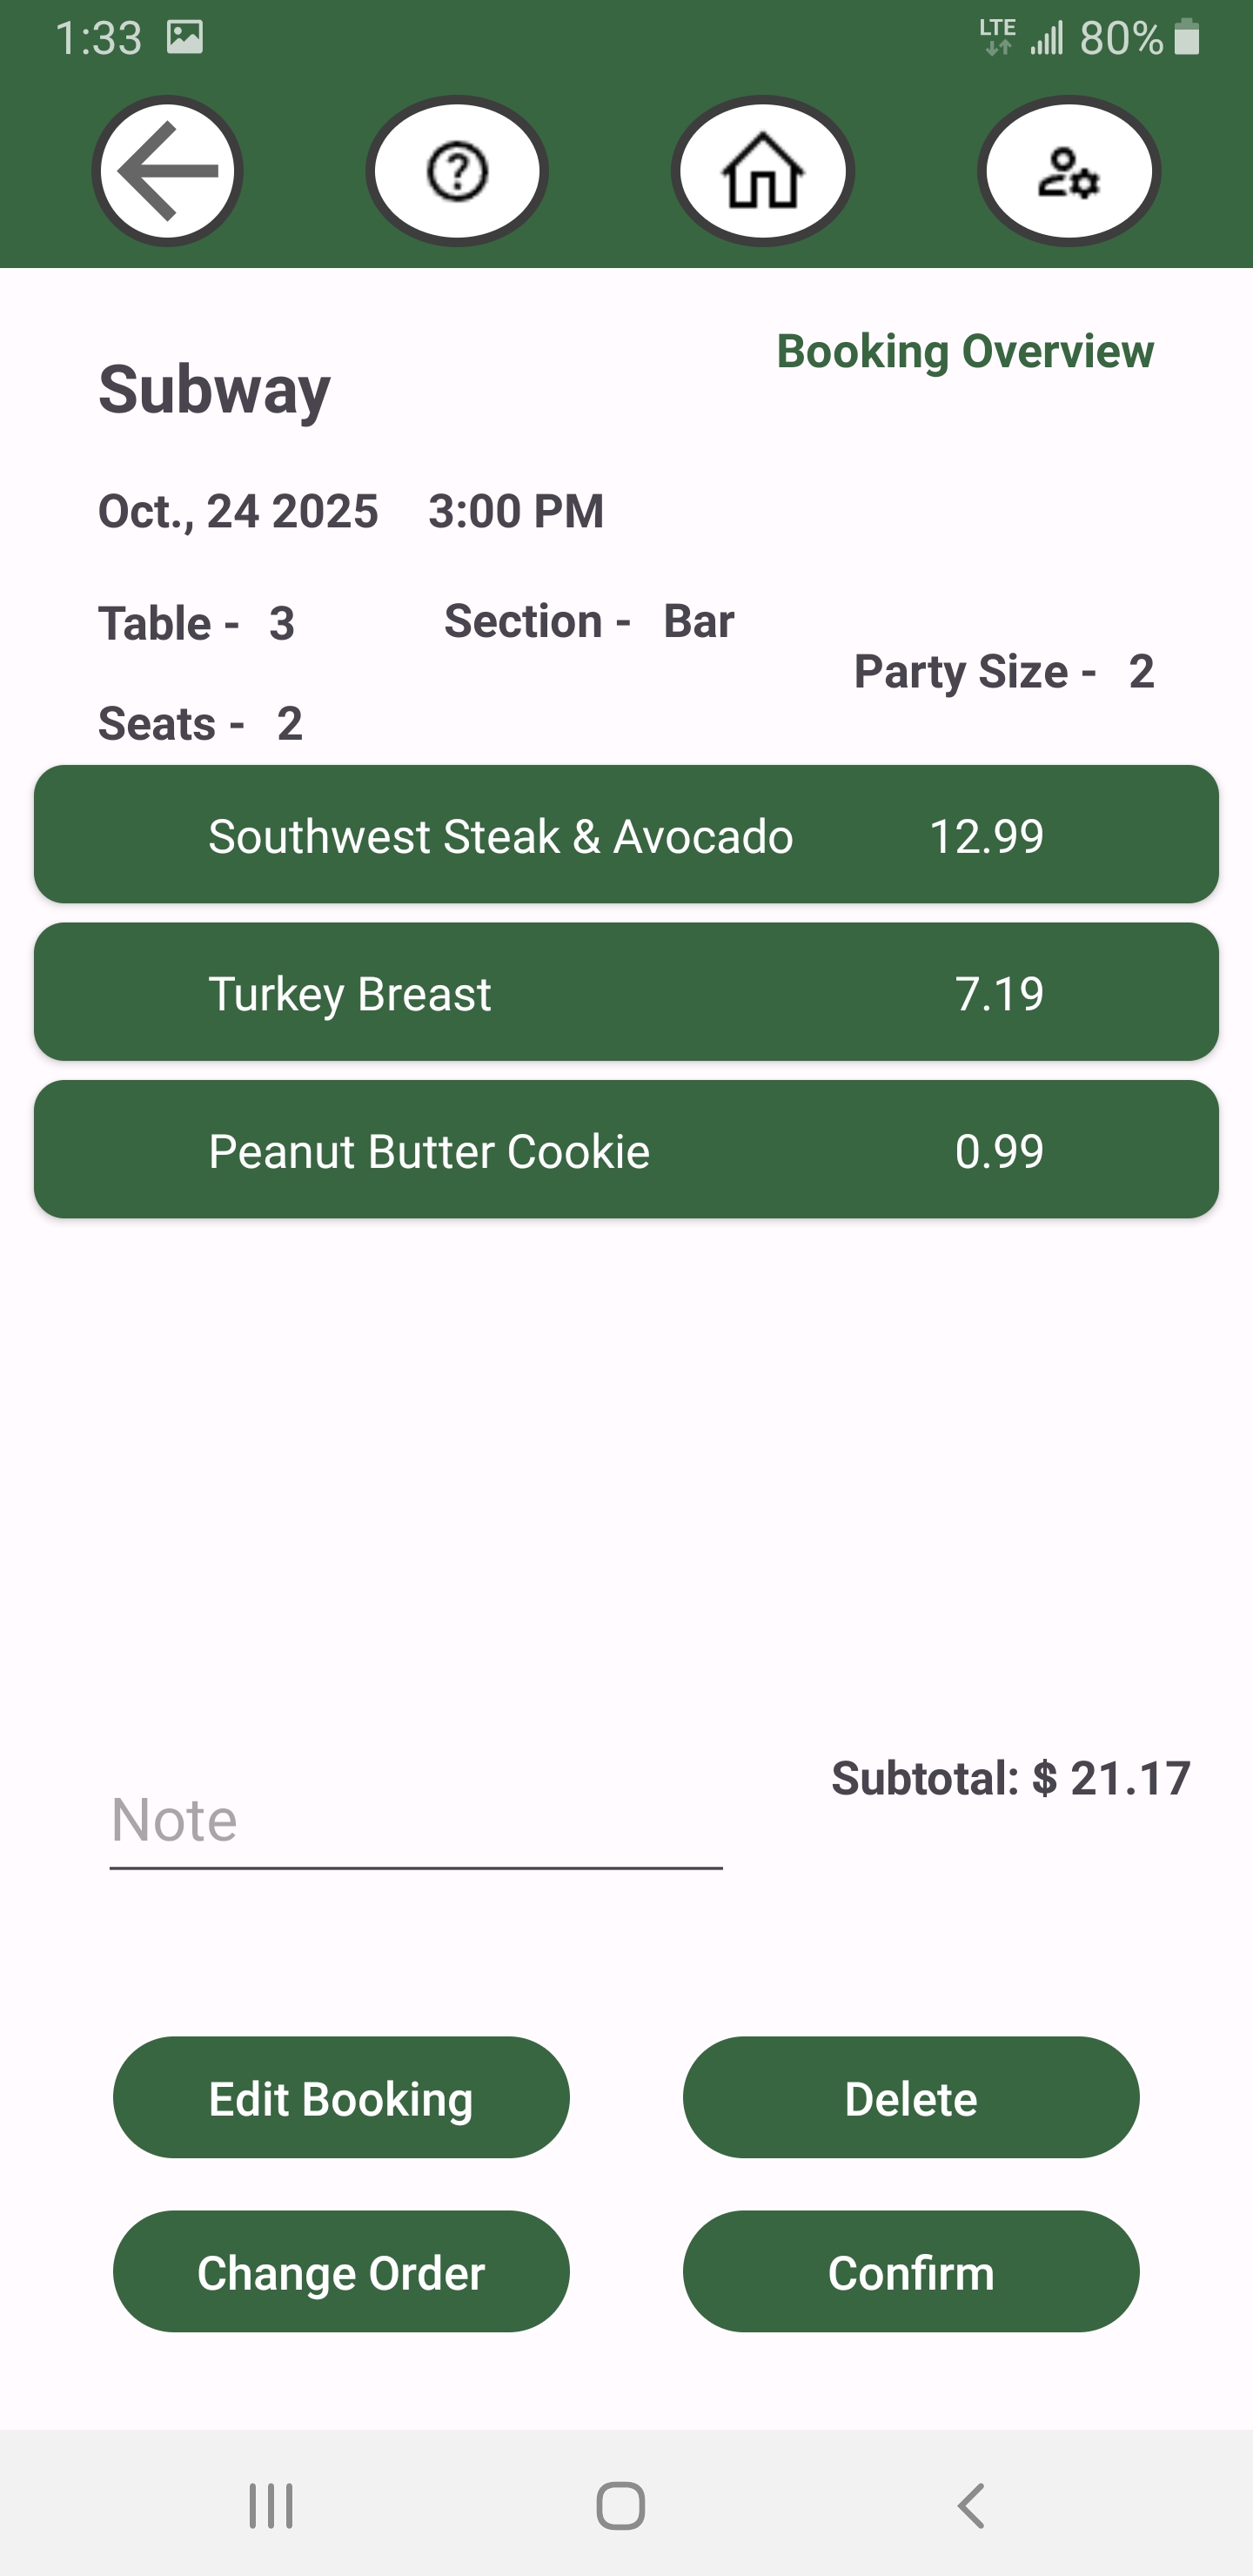 1:33 LTE 80%
?
Booking Overview
Subway
Oct., 24 2025 3:00 PM
Table - 3 Section - Bar
Party Size - 2
Seats - 2
Southwest Steak & Avocado 12.99
Turkey Breast 7.19
Peanut Butter Cookie 0.99
Subtotal: $ 21.17
Note
Edit Booking Delete
Change Order Confirm